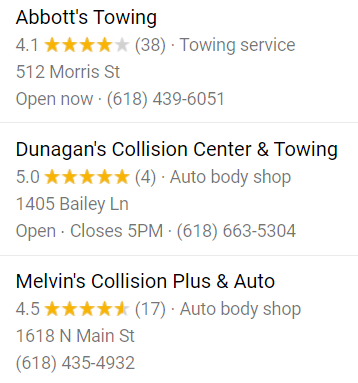 Abbott's Towing
4.1 (38) · Towing service
512 Morris St
Open now · (618) 439-6051
Dunagan's Collision Center & Towing
5.0 (4) · Auto body shop
1405 Bailey Ln
Open · Closes 5PM · (618) 663-5304
Melvin's Collision Plus & Auto
4.5 (17) · Auto body shop
1618 N Main St
(618) 435-4932